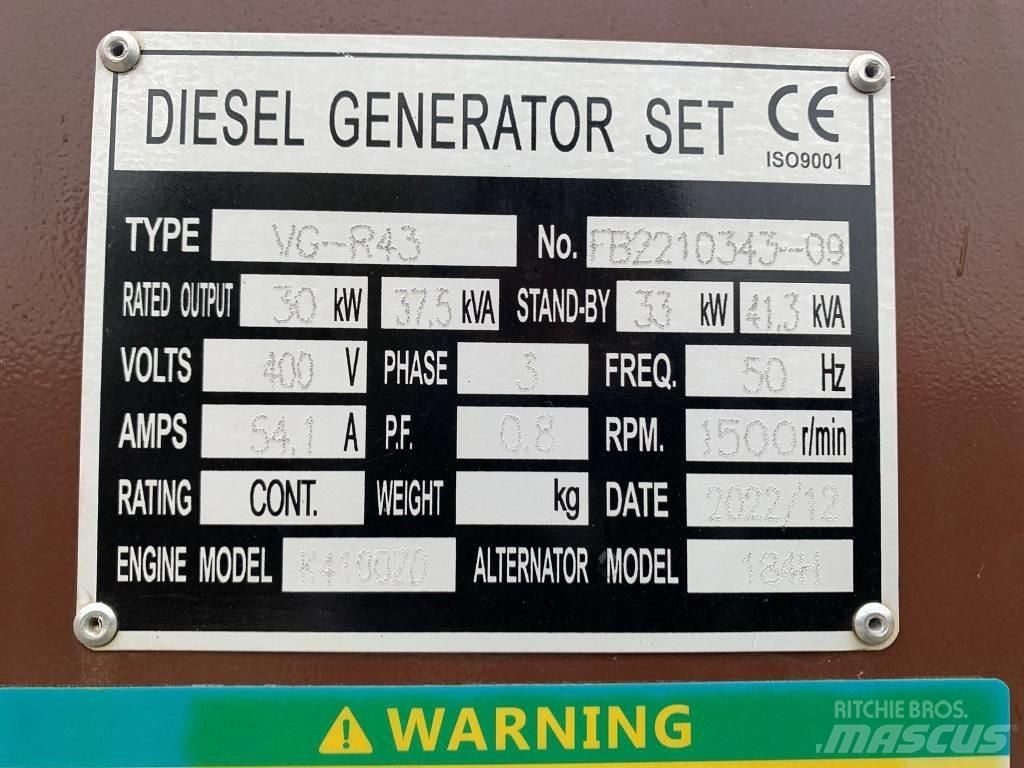 DIESEL GENERATOR SET CE
ISO9001
TYPE VG-R43 No. FB2210343-09
RATED OUTPUT 30 kW 37.5 kVA STAND-BY 33 kW 41.3 kVA
VOLTS 400 V PHASE 3 FREQ. 50 Hz
AMPS 54.1 A P.F. 0.8 RPM. 1500 r/min
RATING CONT. WEIGHT kg DATE 2022/12
ENGINE MODEL K4100ZD ALTERNATOR MODEL 184H
WARNING
RITCHIE BROS.
MASCUS